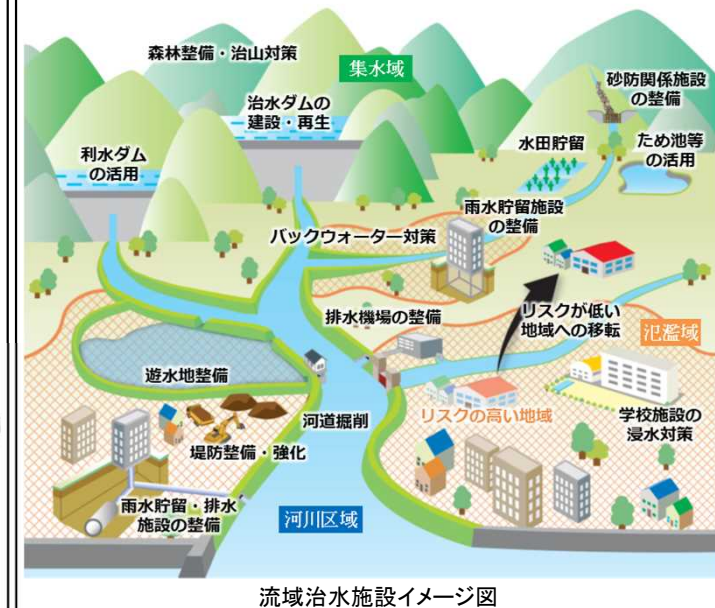 森林整備・治山対策
集水域
砂防関係施設
の整備
治水ダムの
建設・再生
利水ダム
の活用
水田貯留
ため池等
の活用
雨水貯留施設
の整備
バックウォーター対策
排水機場の整備
リスクが低い
地域への移転
氾濫域
遊水地整備
リスクの高い地域
学校施設の
浸水対策
河道掘削
堤防整備・強化
雨水貯留・排水
施設の整備
河川区域
流域治水施設イメージ図